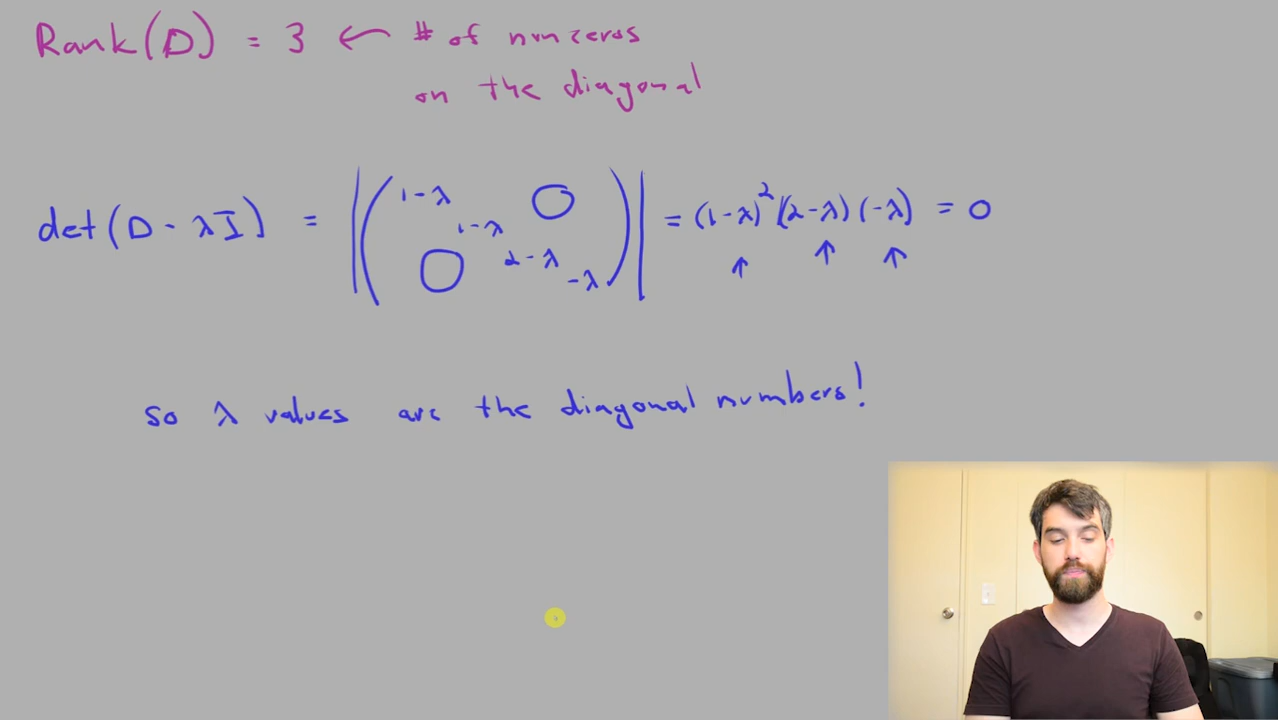 Rank(D) = 3 ← # of nonzeros
on the diagonal
det(D - λI) = |( 1-λ 1-λ 2-λ -λ 0 0 )| = (1-λ)²(2-λ)(-λ) = 0
↑ ↑ ↑
so λ values are the diagonal numbers!